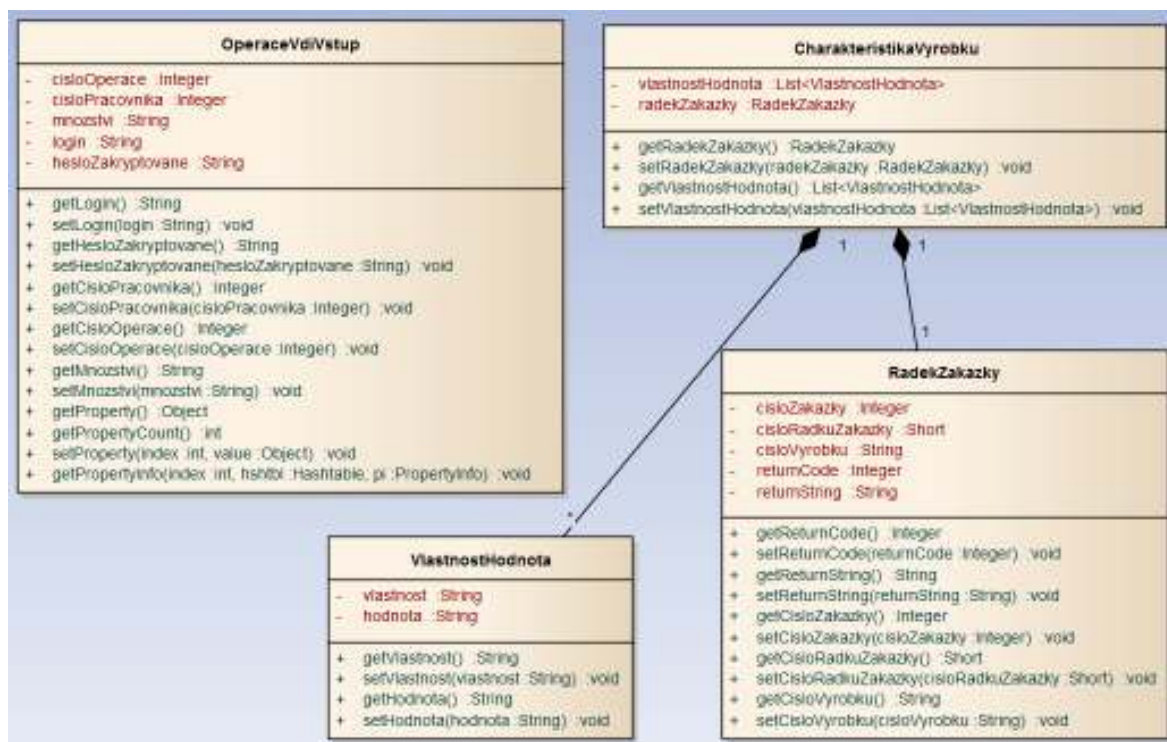 OperaceVdiVstup
- cisloOperace :Integer
- cisloPracovnika :Integer
- mnozstvi :String
- login :String
- hesloZakryptovane :String
+ getLogin() :String
+ setLogin(login :String) :void
+ getHesloZakryptovane() :String
+ setHesloZakryptovane(hesloZakryptovane :String) :void
+ getCisloPracovnika() :Integer
+ setCisloPracovnika(cisloPracovnika :Integer) :void
+ getCisloOperace() :Integer
+ setCisloOperace(cisloOperace :Integer) :void
+ getMnozstvi() :String
+ setMnozstvi(mnozstvi :String) :void
+ getProperty() :Object
+ getPropertyCount() :int
+ setProperty(index :int, value :Object) :void
+ getPropertyInfo(index :int, hshtbl :Hashtable, pi :PropertyInfo) :void
CharakteristikaVyrobku
- vlastnostHodnota :List<VlastnostHodnota>
- radekZakazky :RadekZakazky
+ getRadekZakazky() :RadekZakazky
+ setRadekZakazky(radekZakazky :RadekZakazky) :void
+ getVlastnostHodnota() :List<VlastnostHodnota>
+ setVlastnostHodnota(vlastnostHodnota :List<VlastnostHodnota>) :void
1
1
1
*
VlastnostHodnota
- vlastnost :String
- hodnota :String
+ getVlastnost() :String
+ setVlastnost(vlastnost :String) :void
+ getHodnota() :String
+ setHodnota(hodnota :String) :void
RadekZakazky
- cisloZakazky :Integer
- cisloRadkuZakazky :Short
- cisloVyrobku :String
- returnCode :Integer
- returnString :String
+ getReturnCode() :Integer
+ setReturnCode(returnCode :Integer) :void
+ getReturnString() :String
+ setReturnString(returnString :String) :void
+ getCisloZakazky() :Integer
+ setCisloZakazky(cisloZakazky :Integer) :void
+ getCisloRadkuZakazky() :Short
+ setCisloRadkuZakazky(cisloRadkuZakazky :Short) :void
+ getCisloVyrobku() :String
+ setCisloVyrobku(cisloVyrobku :String) :void